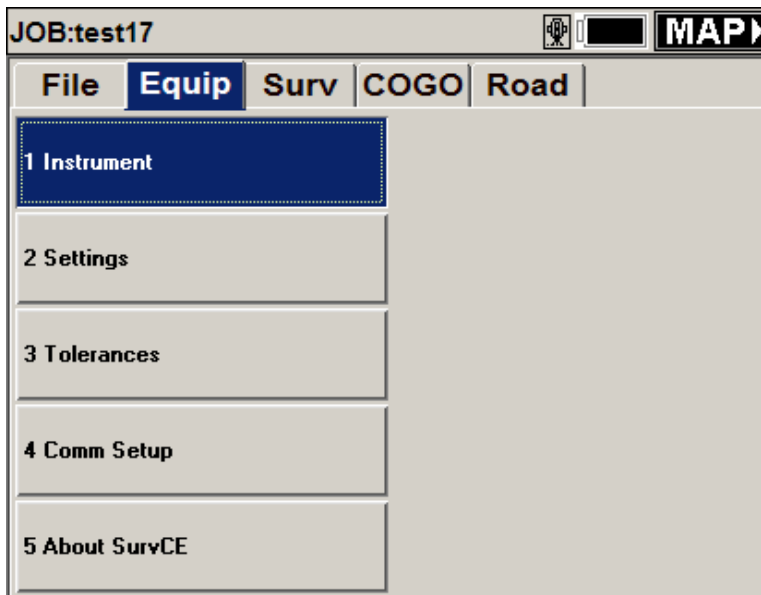 JOB:test17 MAP
File Equip Surv COGO Road
1 Instrument
2 Settings
3 Tolerances
4 Comm Setup
5 About SurvCE